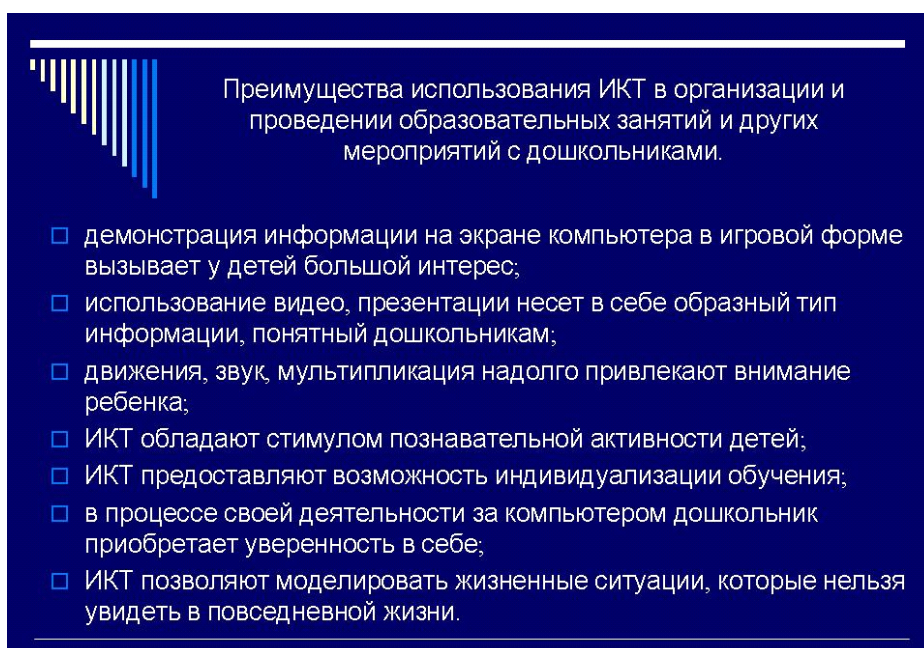 Преимущества использования ИКТ в организации и
проведении образовательных занятий и других
мероприятий с дошкольниками.
демонстрация информации на экране компьютера в игровой форме
вызывает у детей большой интерес;
использование видео, презентации несет в себе образный тип
информации, понятный дошкольникам;
движения, звук, мультипликация надолго привлекают внимание
ребенка;
ИКТ обладают стимулом познавательной активности детей;
ИКТ предоставляют возможность индивидуализации обучения;
в процессе своей деятельности за компьютером дошкольник
приобретает уверенность в себе;
ИКТ позволяют моделировать жизненные ситуации, которые нельзя
увидеть в повседневной жизни.